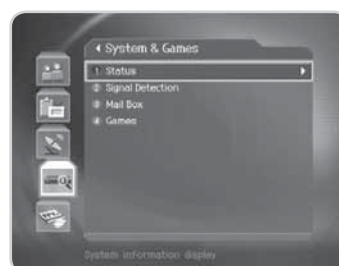 System & Games
1 Status
2 Signal Detection
3 Mail Box
4 Games
System information display